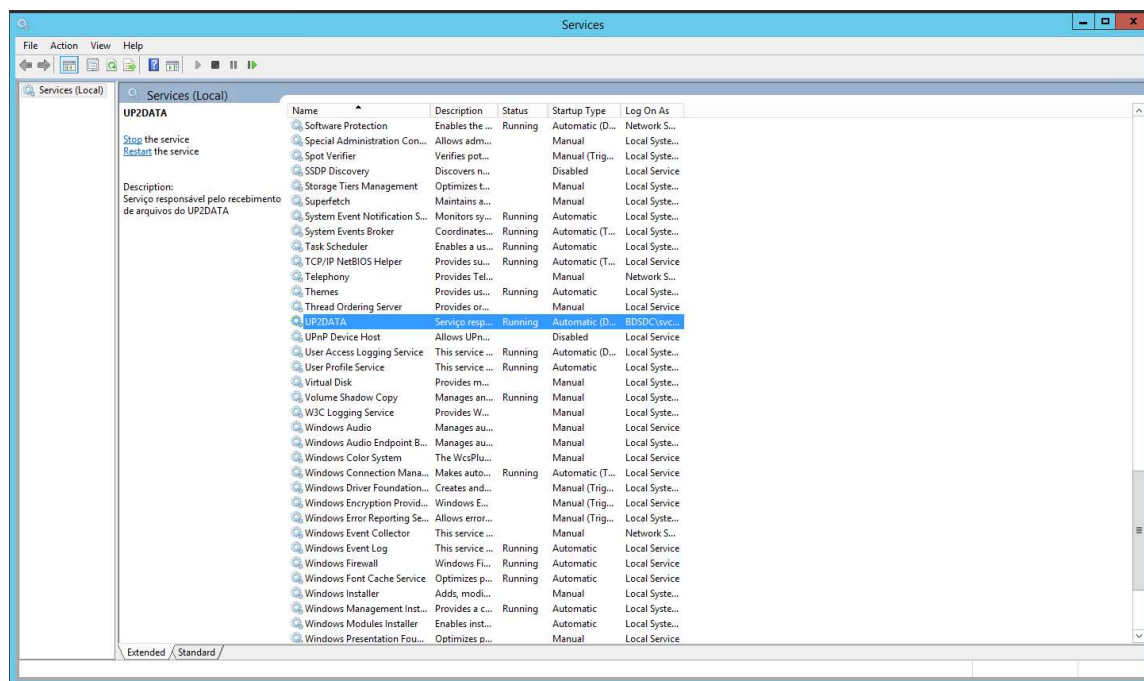 Services
File Action View Help
Services (Local)
Services (Local)
UP2DATA
Stop the service
Restart the service
Description:
Serviço responsável pelo recebimento
de arquivos do UP2DATA
Name Description Status Startup Type Log On As
Software Protection Enables the ... Running Automatic (D... Network S...
Special Administration Con... Allows adm... Manual Local Syste...
Spot Verifier Verifies pot... Manual (Trig... Local Syste...
SSDP Discovery Discovers n... Disabled Local Service
Storage Tiers Management Optimizes t... Manual Local Syste...
Superfetch Maintains a... Manual Local Syste...
System Event Notification S... Monitors sy... Running Automatic Local Syste...
System Events Broker Coordinates... Running Automatic (T... Local Syste...
Task Scheduler Enables a us... Running Automatic Local Syste...
TCP/IP NetBIOS Helper Provides su... Running Automatic (T... Local Service
Telephony Provides Tel... Manual Network S...
Themes Provides us... Running Automatic Local Syste...
Thread Ordering Server Provides or... Manual Local Service
UP2DATA Serviço resp... Running Automatic (D... BDSDC\svc...
UPnP Device Host Allows UPn... Disabled Local Service
User Access Logging Service This service ... Running Automatic (D... Local Syste...
User Profile Service This service ... Running Automatic Local Syste...
Virtual Disk Provides m... Manual Local Syste...
Volume Shadow Copy Manages an... Running Manual Local Syste...
W3C Logging Service Provides W... Manual Local Syste...
Windows Audio Manages au... Manual Local Service
Windows Audio Endpoint B... Manages au... Manual Local Syste...
Windows Color System The WcsPlu... Manual Local Service
Windows Connection Mana... Makes auto... Running Automatic (T... Local Service
Windows Driver Foundation... Creates and... Manual (Trig... Local Syste...
Windows Encryption Provid... Windows E... Manual (Trig... Local Service
Windows Error Reporting Se... Allows error... Manual (Trig... Local Syste...
Windows Event Collector This service ... Manual Network S...
Windows Event Log This service ... Running Automatic Local Service
Windows Firewall Windows Fi... Running Automatic Local Service
Windows Font Cache Service Optimizes p... Running Automatic Local Service
Windows Installer Adds, modi... Manual Local Syste...
Windows Management Inst... Provides a c... Running Automatic Local Syste...
Windows Modules Installer Enables inst... Automatic Local Syste...
Windows Presentation Fou... Optimizes p... Manual Local Service
Extended Standard